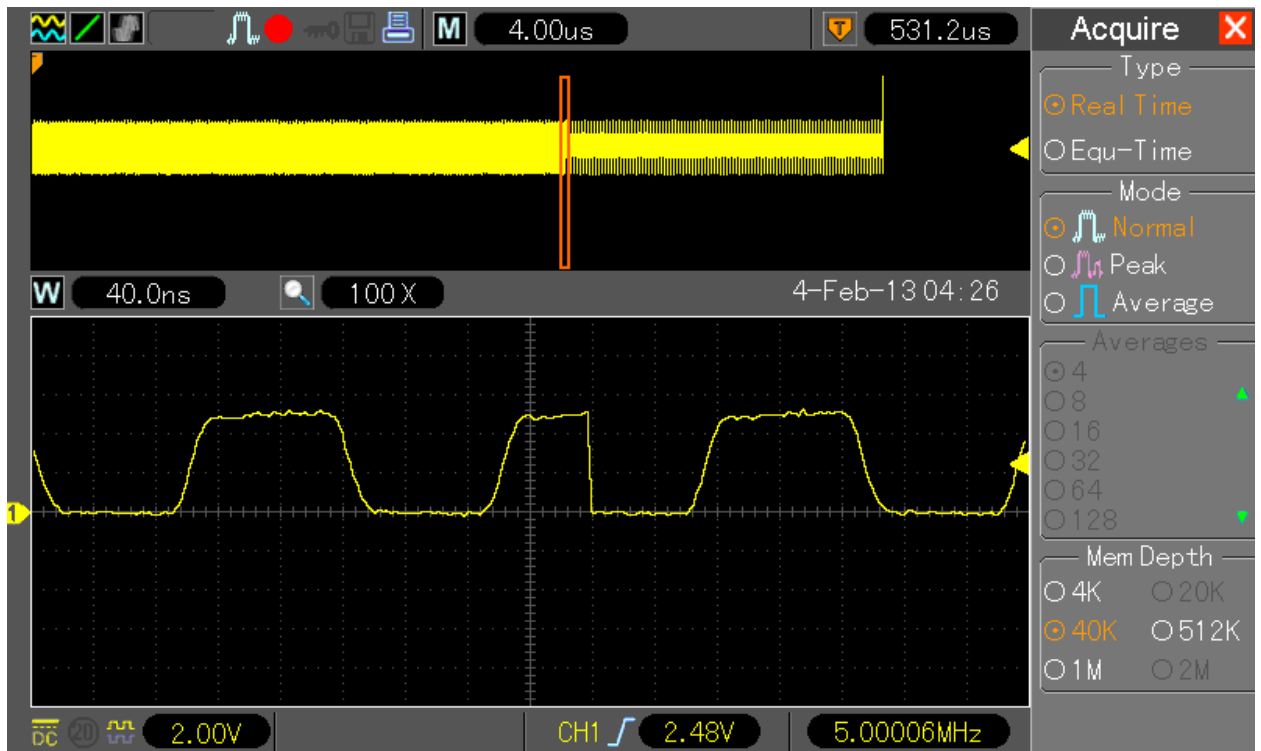 M 4.00us T 531.2us Acquire X
Type
Real Time
Equ-Time
Mode
Normal
Peak
Average
W 40.0ns 100X 4-Feb-13 04:26
Averages
4
8
16
32
64
128
1
Mem Depth
4K 20K
40K 512K
1M 2M
DC 2D 2.00V CH1 2.48V 5.00006MHz